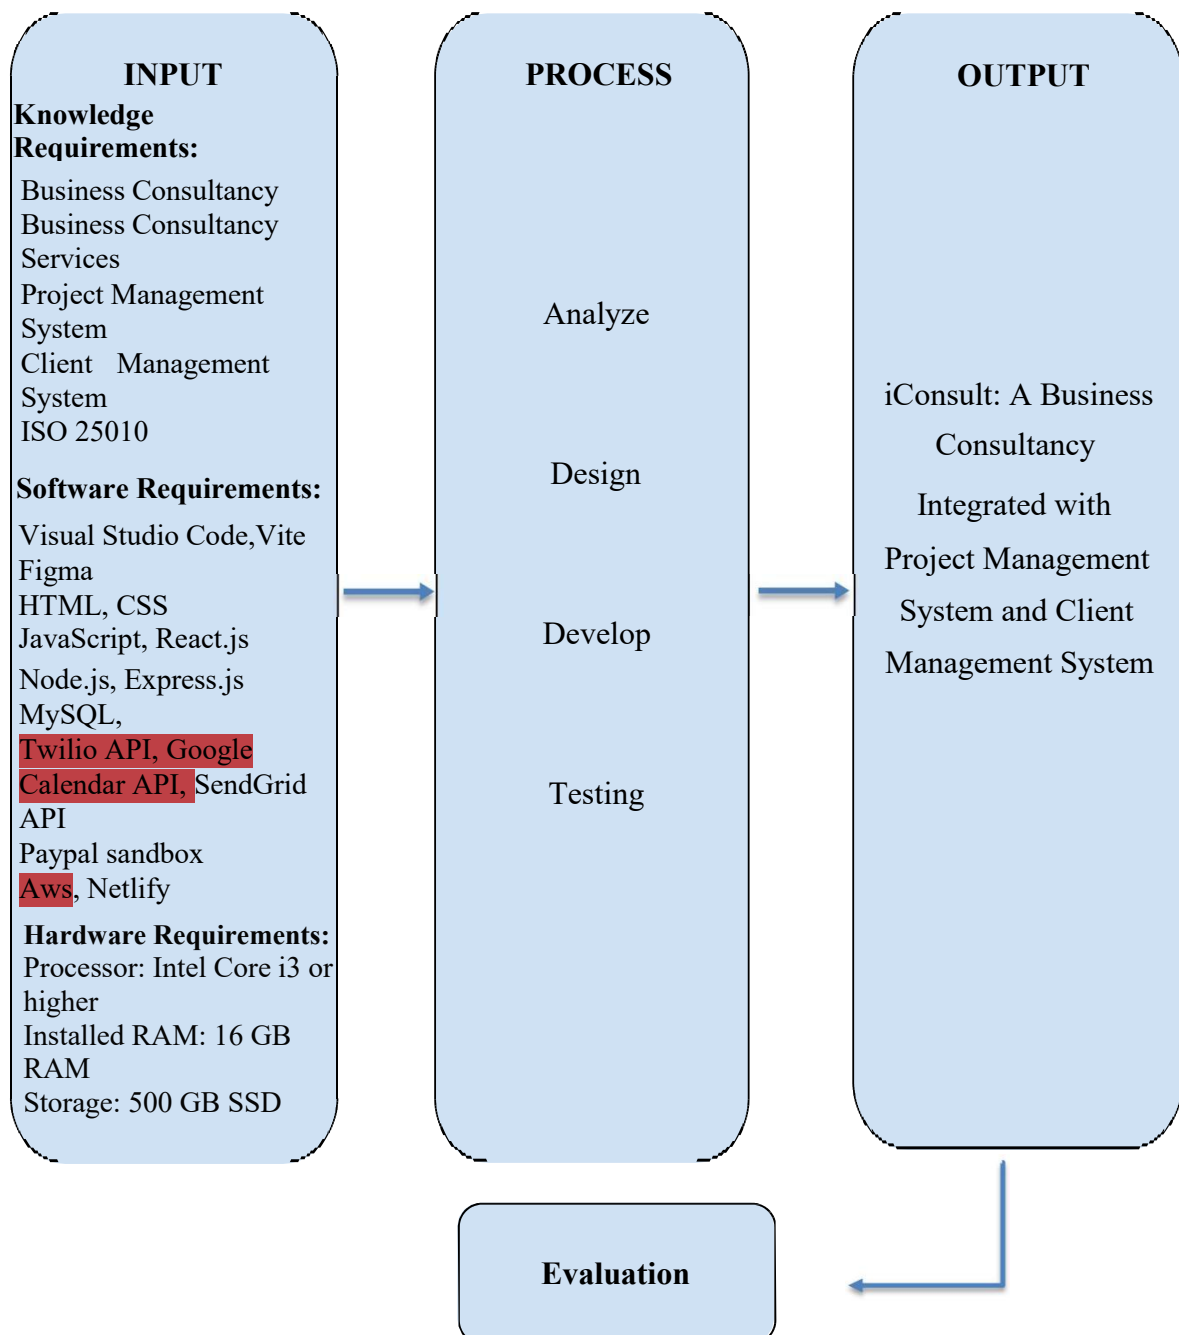 INPUT
Knowledge
Requirements:
Business Consultancy
Business Consultancy
Services
Project Management
System
Client Management
System
ISO 25010
Software Requirements:
Visual Studio Code,Vite
Figma
HTML, CSS
JavaScript, React.js
Node.js, Express.js
MySQL,
Twilio API, Google
Calendar API, SendGrid
API
Paypal sandbox
Aws, Netlify
Hardware Requirements:
Processor: Intel Core i3 or
higher
Installed RAM: 16 GB
RAM
Storage: 500 GB SSD
PROCESS
Analyze
Design
Develop
Testing
OUTPUT
iConsult: A Business
Consultancy
Integrated with
Project Management
System and Client
Management System
Evaluation